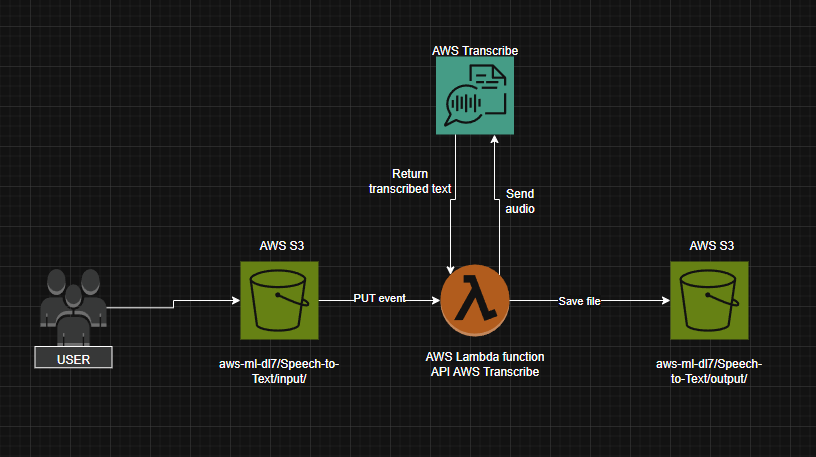 AWS Transcribe
Return
transcribed text
Send
audio
AWS S3
AWS S3
PUT event
Save file
USER
aws-ml-dl7/Speech-to-
Text/input/
AWS Lambda function
API AWS Transcribe
aws-ml-dl7/Speech-
to-Text/output/